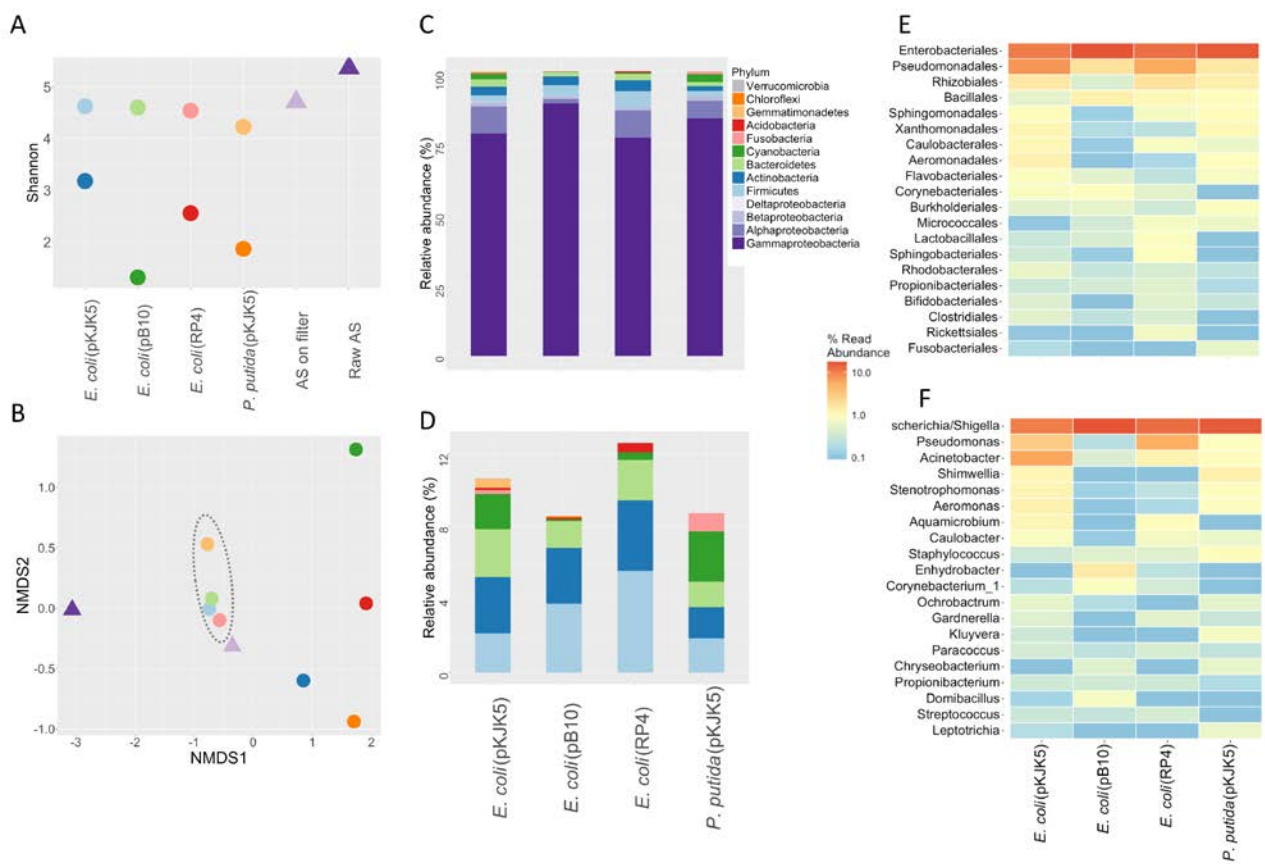 A
Shannon
5
4
3
2
E. coli(pKJK5)
E. coli(pB10)
E. coli(RP4)
P. putida(pKJK5)
AS on filter
Raw AS
B
NMDS2
1.0
0.5
0.0
-0.5
-1.0
-3
-2
-1
0
1
2
NMDS1
C
Relative abundance (%)
100
75
50
25
0
Phylum
Verrucomicrobia
Chloroflexi
Gemmatimonadetes
Acidobacteria
Fusobacteria
Cyanobacteria
Bacteroidetes
Actinobacteria
Firmicutes
Deltaproteobacteria
Betaproteobacteria
Alphaproteobacteria
Gammaproteobacteria
D
Relative abundance (%)
12
8
4
0
E. coli(pKJK5)
E. coli(pB10)
E. coli(RP4)
P. putida(pKJK5)
% Read
Abundance
10.0
1.0
0.1
E
Enterobacteriales
Pseudomonadales
Rhizobiales
Bacillales
Sphingomonadales
Xanthomonadales
Caulobacterales
Aeromonadales
Flavobacteriales
Corynebacteriales
Burkholderiales
Micrococcales
Lactobacillales
Sphingobacteriales
Rhodobacterales
Propionibacteriales
Bifidobacteriales
Clostridiales
Rickettsiales
Fusobacteriales
F
scherichia/Shigella
Pseudomonas
Acinetobacter
Shimwellia
Stenotrophomonas
Aeromonas
Aquamicrobium
Caulobacter
Staphylococcus
Enhydrobacter
Corynebacterium_1
Ochrobactrum
Gardnerella
Kluyvera
Paracoccus
Chryseobacterium
Propionibacterium
Domibacillus
Streptococcus
Leptotrichia
E. coli(pKJK5)
E. coli(pB10)
E. coli(RP4)
P. putida(pKJK5)